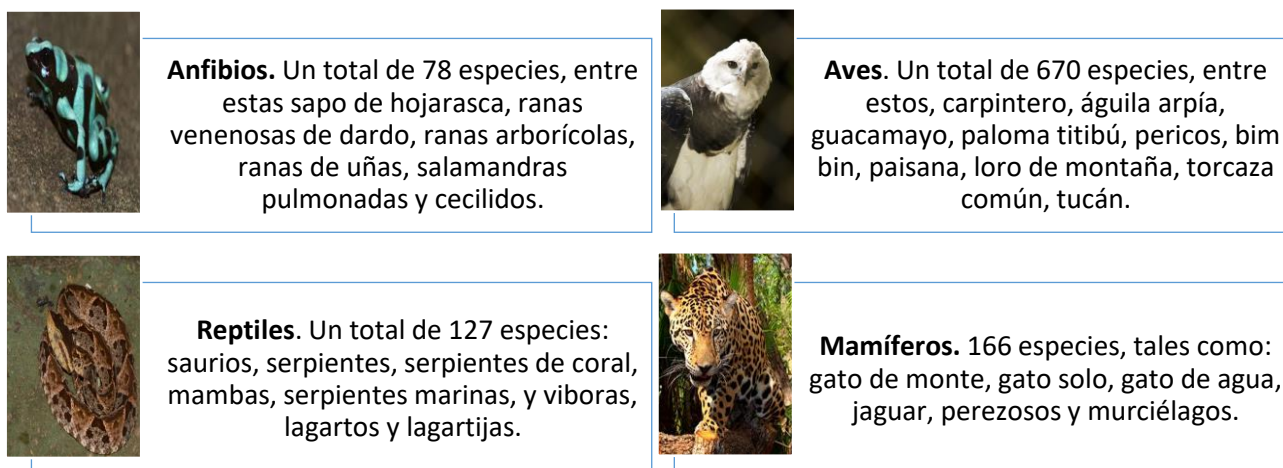 Anfibios. Un total de 78 especies, entre
estas sapo de hojarasca, ranas
venenosas de dardo, ranas arborícolas,
ranas de uñas, salamandras
pulmonadas y cecilidos.
Aves. Un total de 670 especies, entre
estos, carpintero, águila arpía,
guacamayo, paloma titibú, pericos, bim
bin, paisana, loro de montaña, torcaza
común, tucán.
Reptiles. Un total de 127 especies:
saurios, serpientes, serpientes de coral,
mambas, serpientes marinas, y viboras,
lagartos y lagartijas.
Mamíferos. 166 especies, tales como:
gato de monte, gato solo, gato de agua,
jaguar, perezosos y murciélagos.